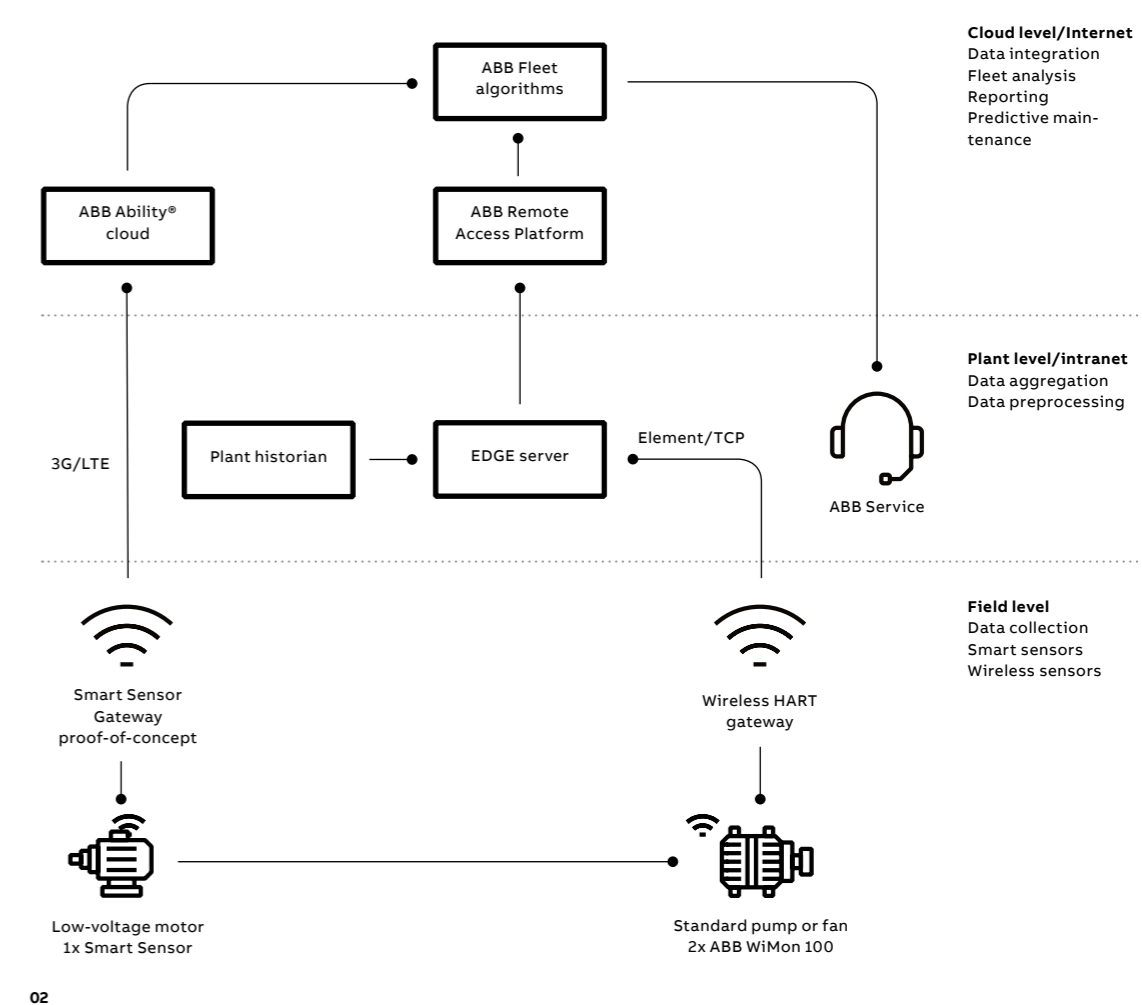 Cloud level/Internet
Data integration
Fleet analysis
Reporting
Predictive main-
tenance
ABB Fleet
algorithms
ABB Ability®
cloud
ABB Remote
Access Platform
Plant level/intranet
Data aggregation
Data preprocessing
3G/LTE
Plant historian
EDGE server
Element/TCP
ABB Service
Field level
Data collection
Smart sensors
Wireless sensors
Smart Sensor
Gateway
proof-of-concept
Wireless HART
gateway
Low-voltage motor
1x Smart Sensor
Standard pump or fan
2x ABB WiMon 100
02